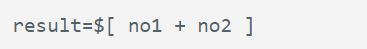 result=$[ no1 + no2 ]